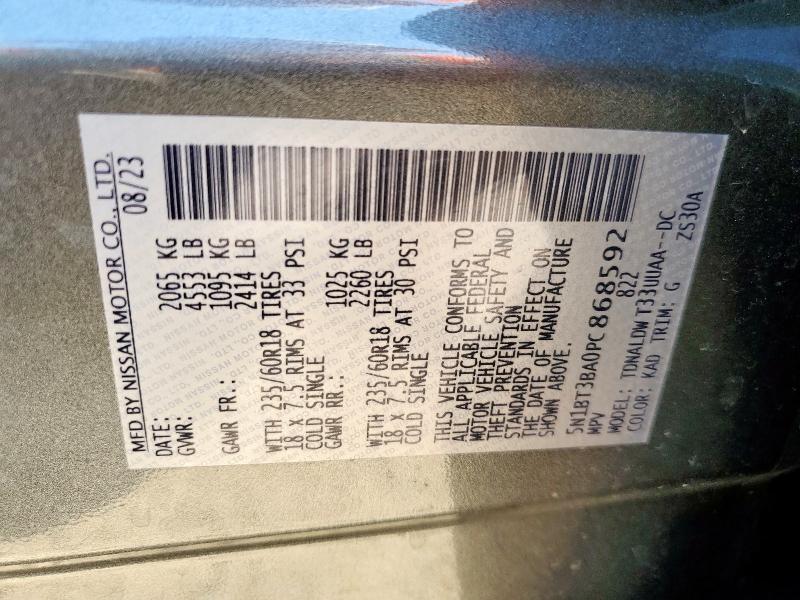 MFD BY NISSAN MOTOR CO., LTD.
DATE: 08/23
GVWR: 2065 KG
4553 LB
GAWR FR.: 1095 KG
2414 LB
WITH 235/60R18 TIRES
18 X 7.5 RIMS AT 33 PSI
COLD SINGLE
GAWR RR.: 1025 KG
2260 LB
WITH 235/60R18 TIRES
18 X 7.5 RIMS AT 30 PSI
COLD SINGLE
THIS VEHICLE CONFORMS TO
ALL APPLICABLE FEDERAL
MOTOR VEHICLE SAFETY AND
THEFT PREVENTION
STANDARDS IN EFFECT ON
THE DATE OF MANUFACTURE
SHOWN ABOVE.
5N1BT3BA0PC868592
MPV 822
MODEL: TDNALDWT33UUAA--DC
COLOR: KAD TRIM: G ZS30A